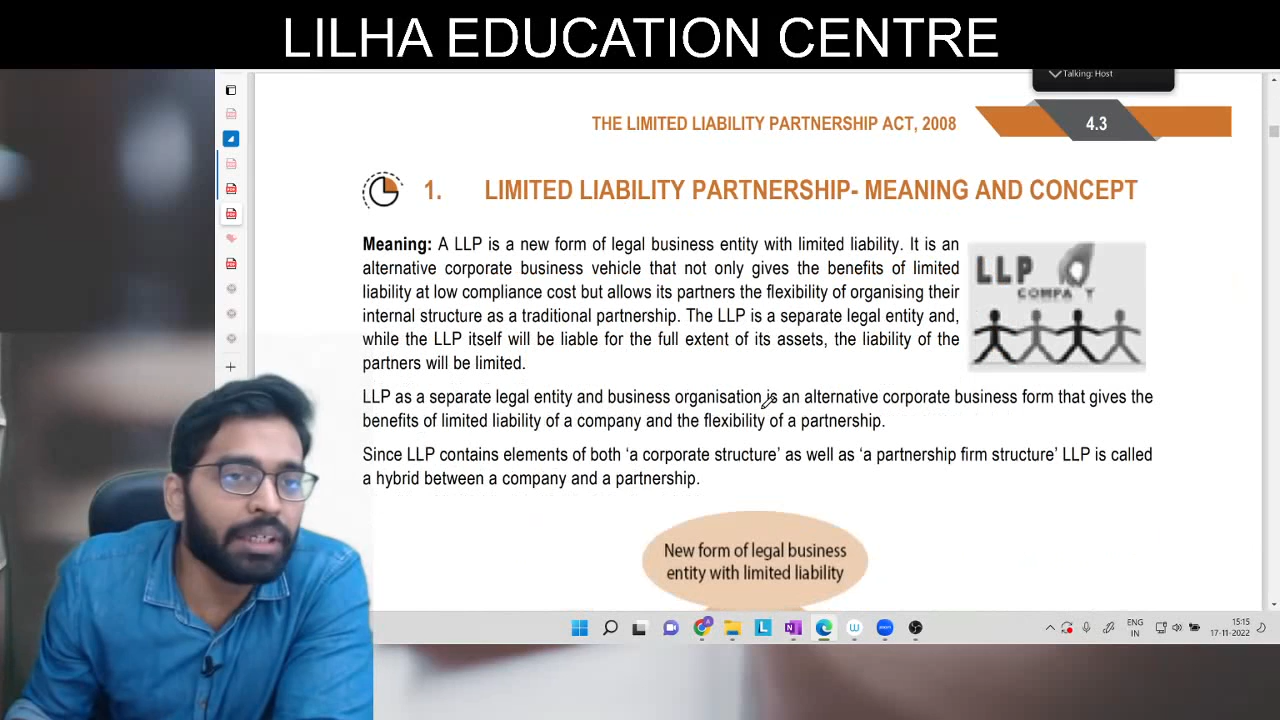 LILHA EDUCATION CENTRE
Talking: Host
THE LIMITED LIABILITY PARTNERSHIP ACT, 2008
4.3
1. LIMITED LIABILITY PARTNERSHIP- MEANING AND CONCEPT
Meaning: A LLP is a new form of legal business entity with limited liability. It is an
alternative corporate business vehicle that not only gives the benefits of limited
liability at low compliance cost but allows its partners the flexibility of organising their
internal structure as a traditional partnership. The LLP is a separate legal entity and,
while the LLP itself will be liable for the full extent of its assets, the liability of the
partners will be limited.
LLP
COMPA Y
LLP as a separate legal entity and business organisation is an alternative corporate business form that gives the
benefits of limited liability of a company and the flexibility of a partnership.
Since LLP contains elements of both ‘a corporate structure’ as well as ‘a partnership firm structure’ LLP is called
a hybrid between a company and a partnership.
New form of legal business
entity with limited liability
ENG
IN
15:15
17-11-2022